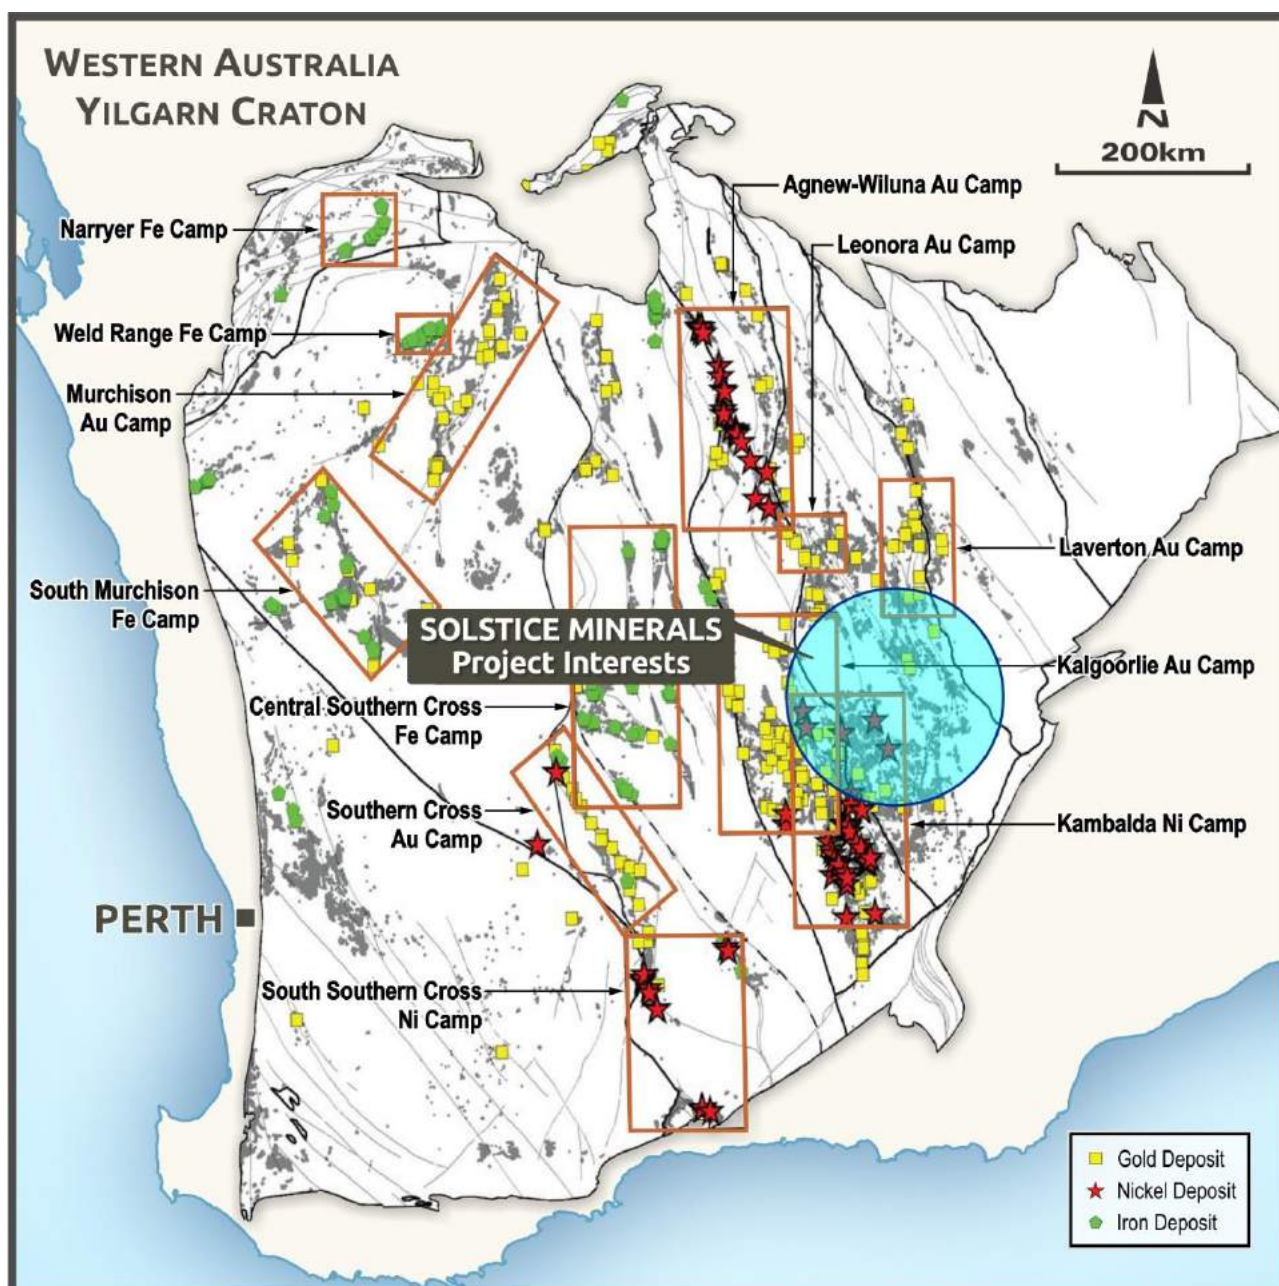 WESTERN AUSTRALIA
YILGARN CRATON
N
200km
Agnew-Wiluna Au Camp
Leonora Au Camp
Narryer Fe Camp
Weld Range Fe Camp
Murchison
Au Camp
Laverton Au Camp
South Murchison
Fe Camp
SOLSTICE MINERALS
Project Interests
Kalgoorlie Au Camp
Central Southern Cross
Fe Camp
Southern Cross
Au Camp
Kambalda Ni Camp
PERTH
South Southern Cross
Ni Camp
Gold Deposit
Nickel Deposit
Iron Deposit